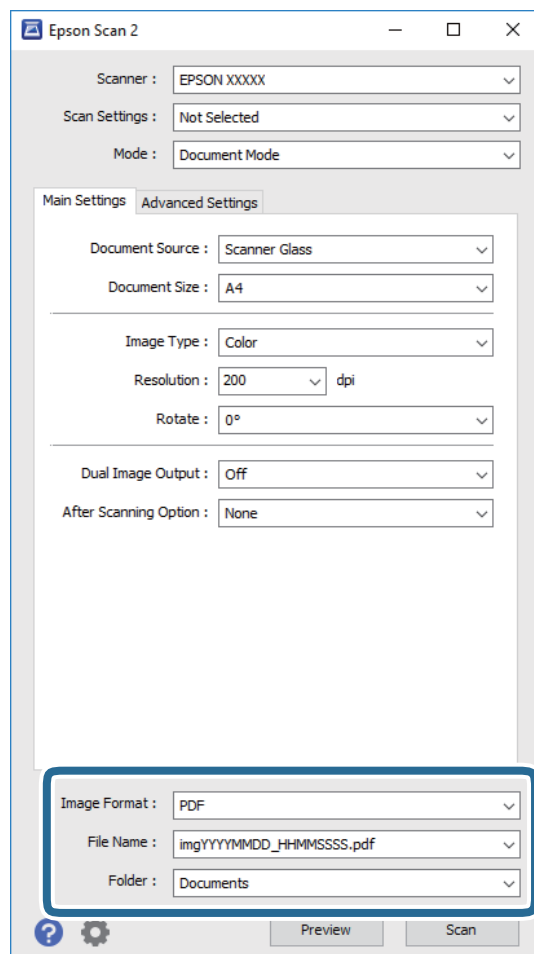 Epson Scan 2
Scanner : EPSON XXXXX
Scan Settings : Not Selected
Mode : Document Mode
Main Settings Advanced Settings
Document Source : Scanner Glass
Document Size : A4
Image Type : Color
Resolution : 200 dpi
Rotate : 0°
Dual Image Output : Off
After Scanning Option : None
Image Format : PDF
File Name : imgYYYYMMDD_HHMMSSSS.pdf
Folder : Documents
? Preview Scan